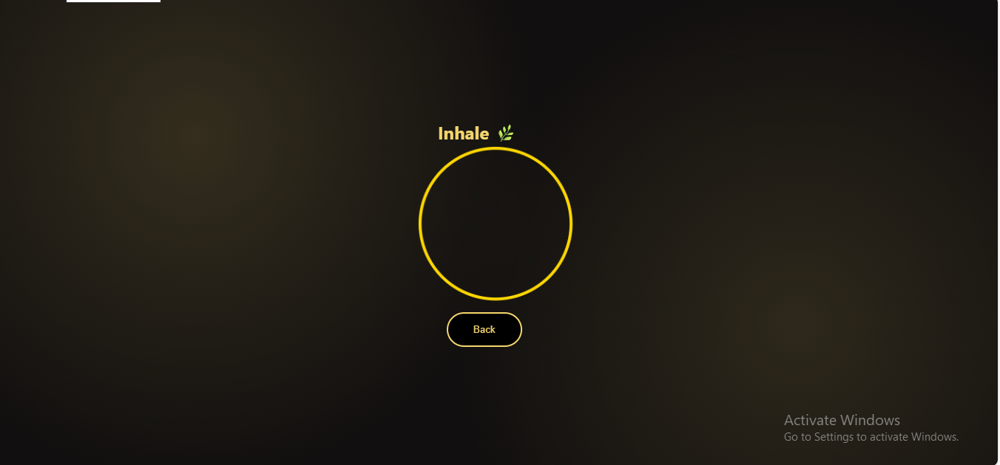 Inhale 🌿
Back
Activate Windows
Go to Settings to activate Windows.